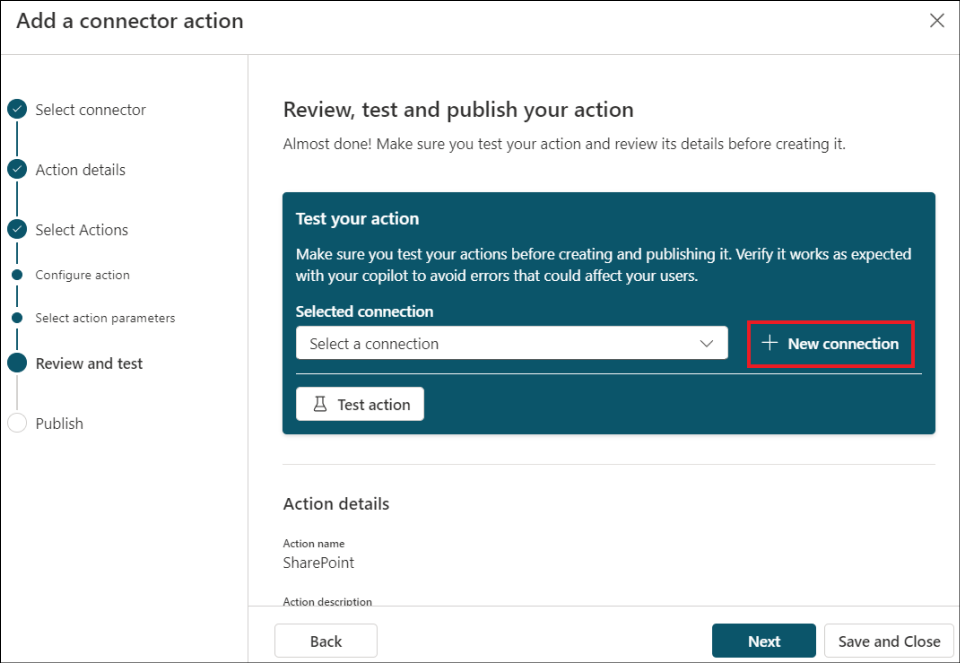 Add a connector action
Select connector
Action details
Select Actions
Configure action
Select action parameters
Review and test
Publish
Review, test and publish your action
Almost done! Make sure you test your action and review its details before creating it.
Test your action
Make sure you test your actions before creating and publishing it. Verify it works as expected
with your copilot to avoid errors that could affect your users.
Selected connection
Select a connection
New connection
Test action
Action details
Action name
SharePoint
Action description
Back
Next
Save and Close